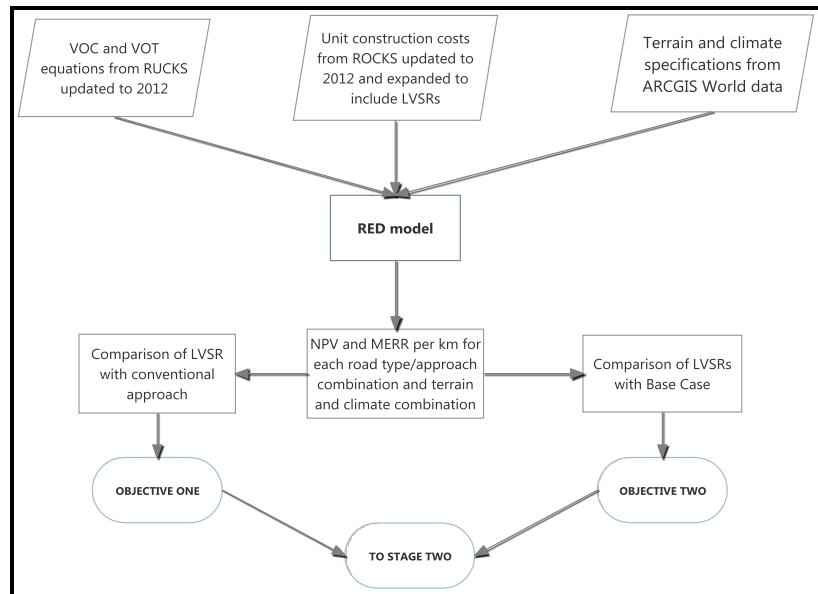 VOC and VOT
equations from RUCKS
updated to 2012
Unit construction costs
from ROCKS updated to
2012 and expanded to
include LVSRs
Terrain and climate
specifications from
ARCGIS World data
RED model
Comparison of LVSR
with conventional
approach
NPV and MERR per km for
each road type/approach
combination and terrain
and climate combination
Comparison of LVSRs
with Base Case
OBJECTIVE ONE
OBJECTIVE TWO
TO STAGE TWO